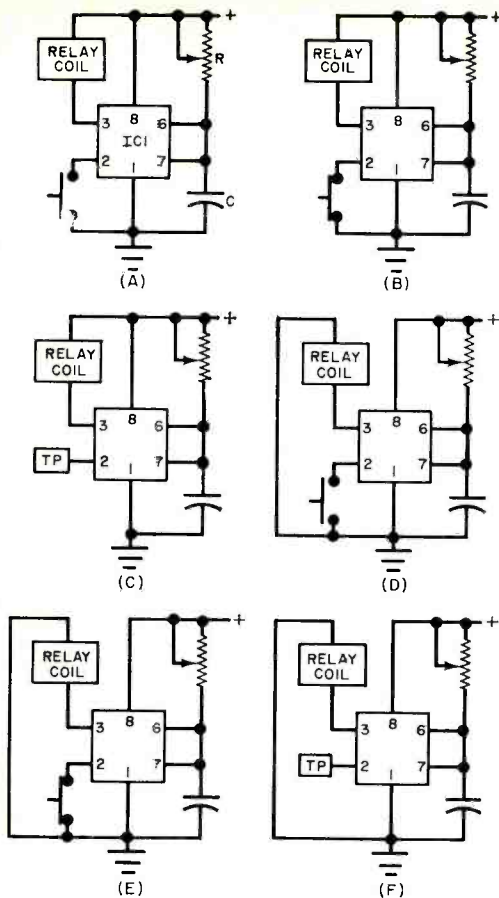 +
RELAY
COIL
R
8
3 IC1 6
2 7
1
C
(A)
+
RELAY
COIL
8
3 6
2 7
1
(B)
+
RELAY
COIL
8
3 6
TP 2 7
1
(C)
+
RELAY
COIL
8
3 6
2 7
1
(D)
+
RELAY
COIL
8
3 6
2 7
1
(E)
+
RELAY
COIL
8
3 6
TP 2 7
1
(F)